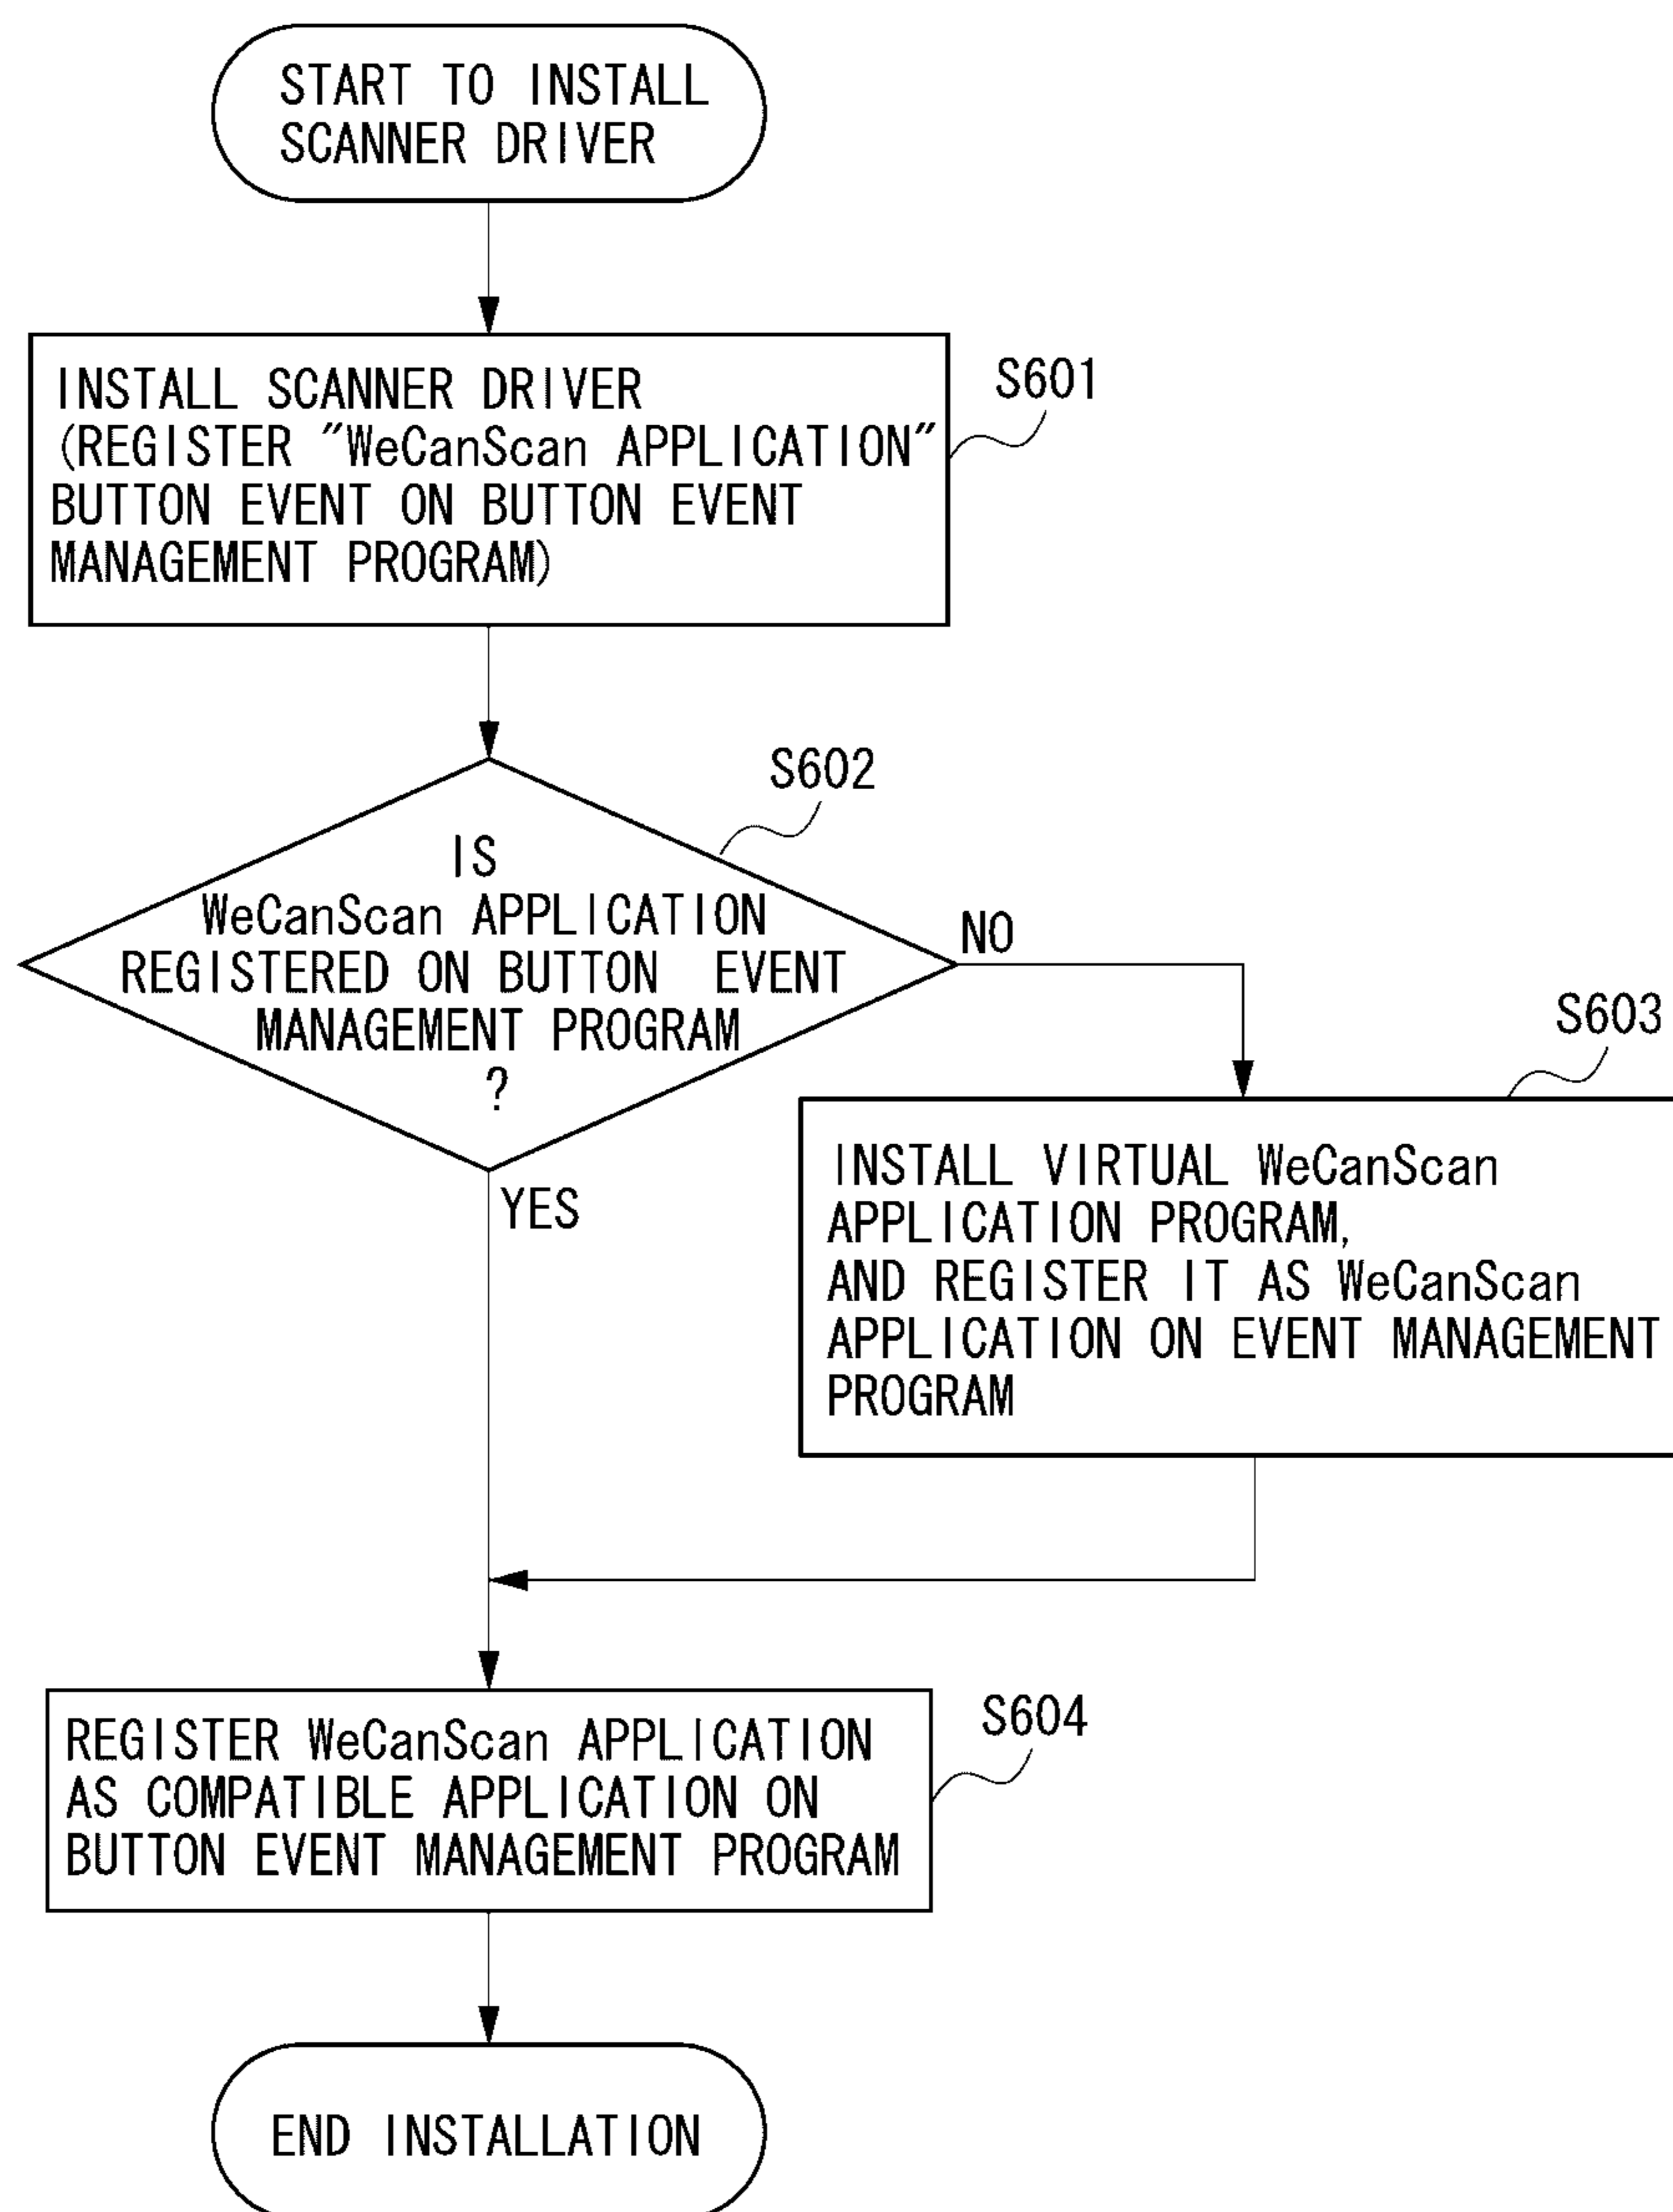 START TO INSTALL
SCANNER DRIVER
INSTALL SCANNER DRIVER
(REGISTER "WeCanScan APPLICATION"
BUTTON EVENT ON BUTTON EVENT
MANAGEMENT PROGRAM)
S601
S602
IS
WeCanScan APPLICATION
REGISTERED ON BUTTON EVENT
MANAGEMENT PROGRAM
?
NO
YES
S603
INSTALL VIRTUAL WeCanScan
APPLICATION PROGRAM,
AND REGISTER IT AS WeCanScan
APPLICATION ON EVENT MANAGEMENT
PROGRAM
REGISTER WeCanScan APPLICATION
AS COMPATIBLE APPLICATION ON
BUTTON EVENT MANAGEMENT PROGRAM
S604
END INSTALLATION